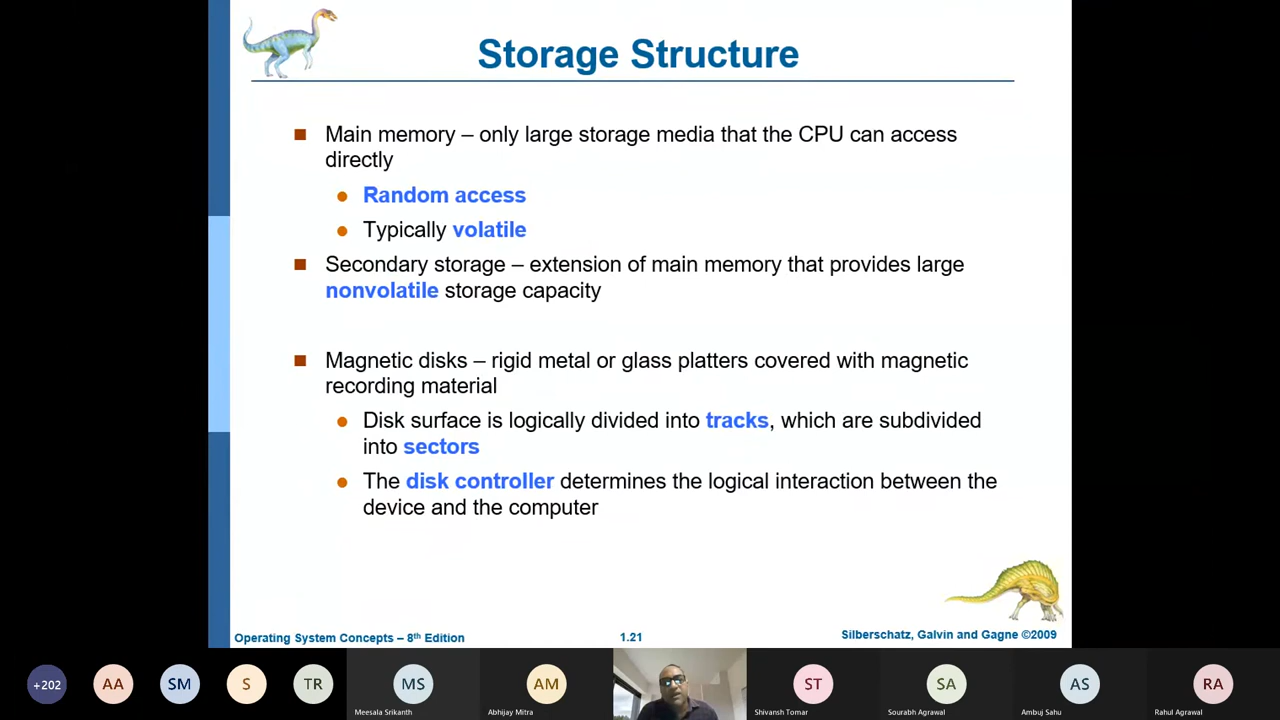 Storage Structure
Main memory – only large storage media that the CPU can access
directly
Random access
Typically volatile
Secondary storage – extension of main memory that provides large
nonvolatile storage capacity
Magnetic disks – rigid metal or glass platters covered with magnetic
recording material
Disk surface is logically divided into tracks, which are subdivided
into sectors
The disk controller determines the logical interaction between the
device and the computer
Operating System Concepts – 8th Edition
1.21
Silberschatz, Galvin and Gagne ©2009
+202
AA
SM
S
TR
MS
AM
ST
SA
AS
RA
Meesala Srikanth
Abhijay Mitra
Shivansh Tomar
Sourabh Agrawal
Ambuj Sahu
Rahul Agrawal